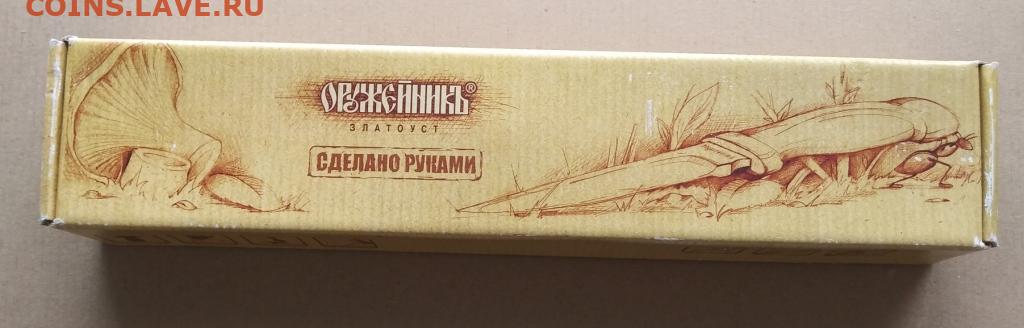 COINS.LAVE.RU
ОРУЖЕЙНИКЪ®
ЗЛАТОУСТ
СДЕЛАНО РУКАМИ